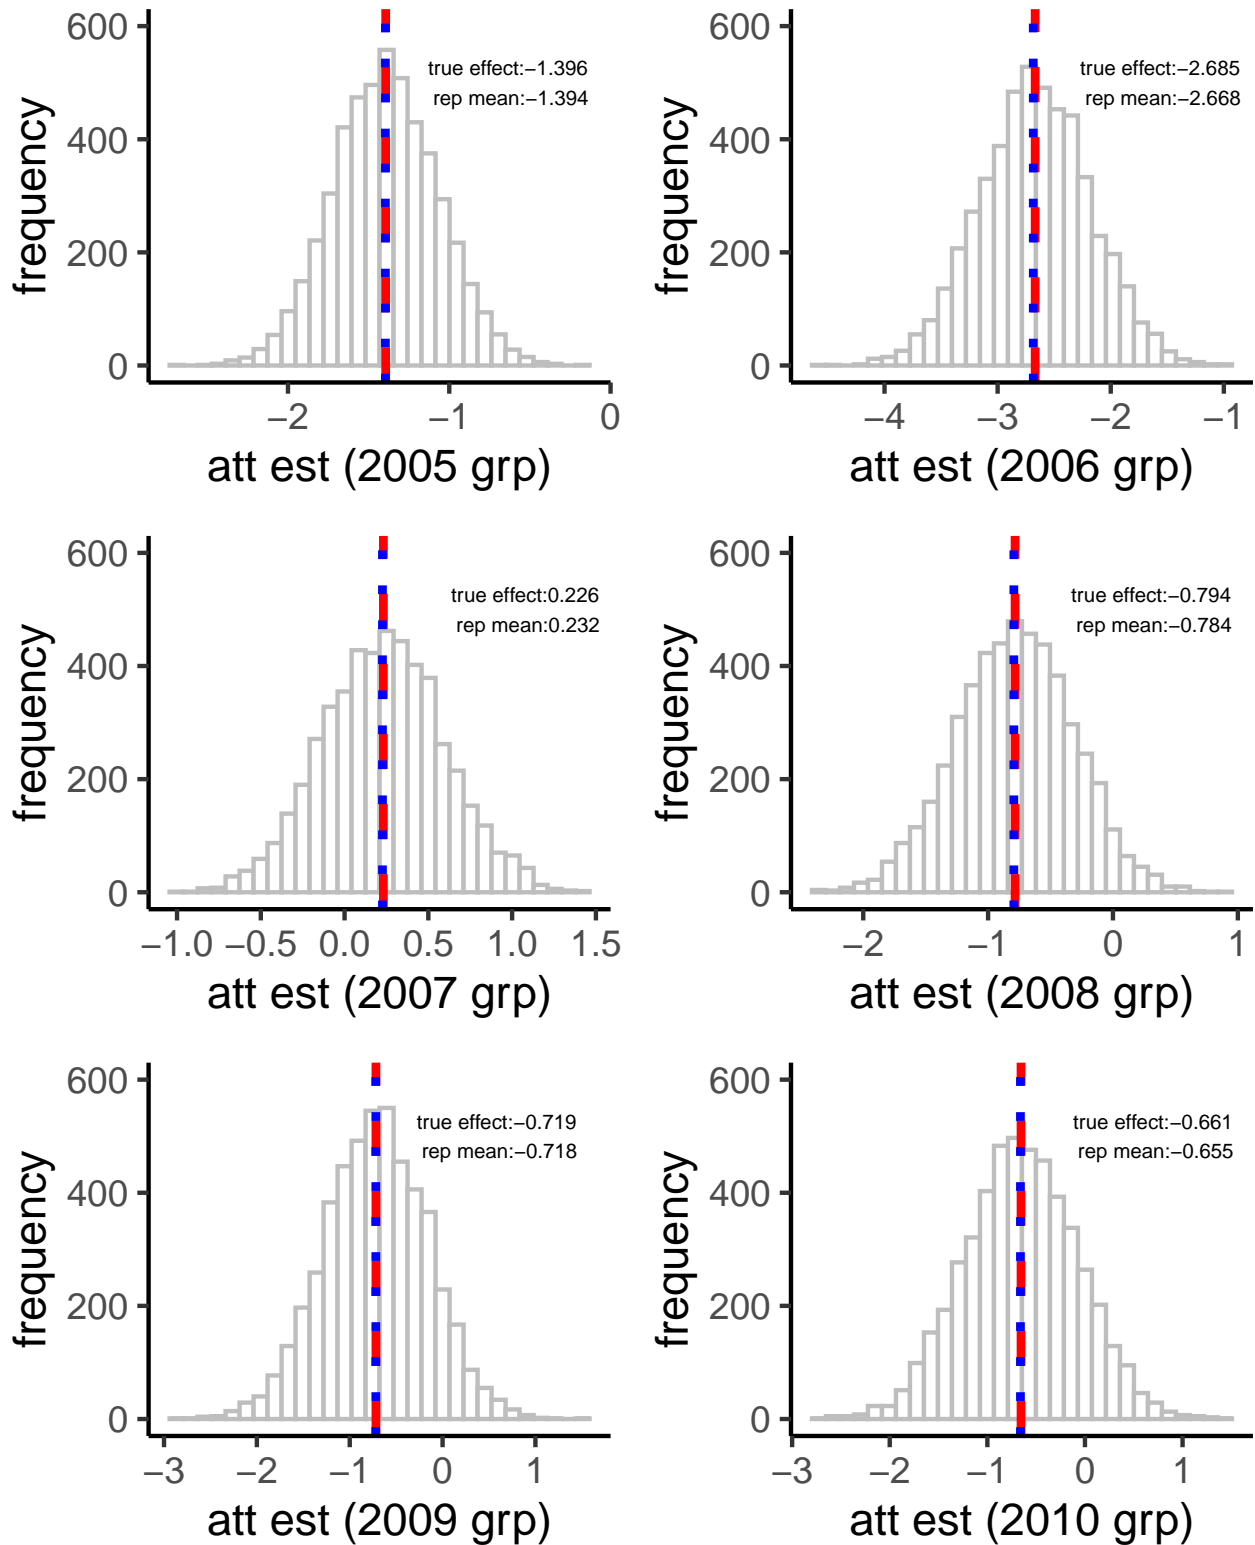 600
400
200
0
frequency
true effect:−1.396
rep mean:−1.394
−2
−1
0
att est (2005 grp)
600
400
200
0
frequency
true effect:−2.685
rep mean:−2.668
−4
−3
−2
−1
att est (2006 grp)
600
400
200
0
frequency
true effect:0.226
rep mean:0.232
−1.0
−0.5
0.0
0.5
1.0
1.5
att est (2007 grp)
600
400
200
0
frequency
true effect:−0.794
rep mean:−0.784
−2
−1
0
1
att est (2008 grp)
600
400
200
0
frequency
true effect:−0.719
rep mean:−0.718
−3
−2
−1
0
1
att est (2009 grp)
600
400
200
0
frequency
true effect:−0.661
rep mean:−0.655
−3
−2
−1
0
1
att est (2010 grp)